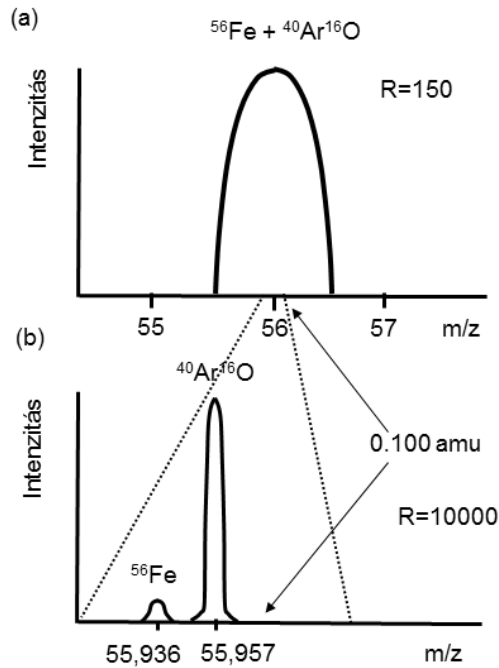 (a)
⁵⁶Fe + ⁴⁰Ar¹⁶O
R=150
Intenzitás
55 56 57 m/z
(b)
⁴⁰Ar¹⁶O
0.100 amu
Intenzitás
R=10000
⁵⁶Fe
55,936 55,957 m/z